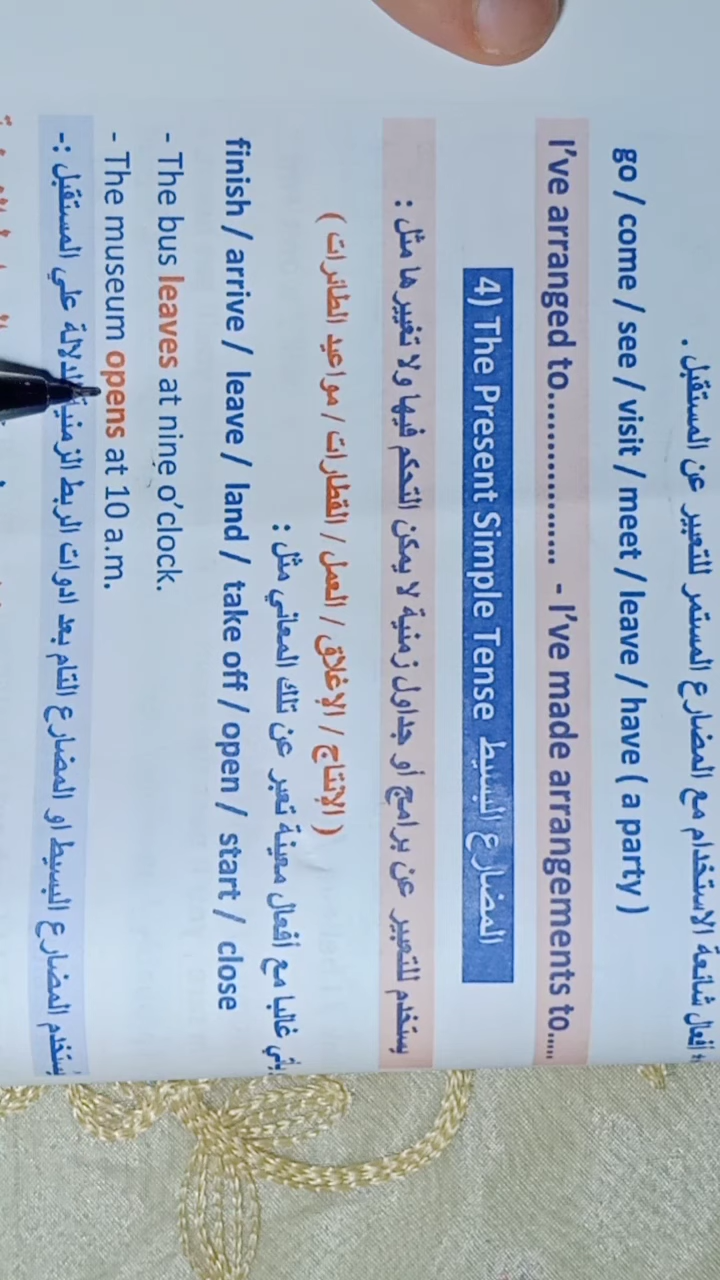 أفعال شائعة الاستخدام مع المضارع المستمر للتعبير عن المستقبل .
go / come / see / visit / meet / leave / have ( a party )
I've arranged to.................. - I've made arrangements to.....
4) The Present Simple Tense المضارع البسيط
يستخدم للتعبير عن برامج أو جداول زمنية لا يمكن التحكم فيها ولا تغييرها مثل :
( الإنتاج / الإغلاق / العمل / القطارات / مواعيد الطائرات )
يأتي غالبا مع أفعال معينة تعبر عن تلك المعاني مثل :
finish / arrive / leave / land / take off / open / start / close
- The bus leaves at nine o'clock.
- The museum opens at 10 a.m.
يستخدم المضارع البسيط او المضارع التام بعد ادوات الربط الزمنية للدلالة علي المستقبل :-